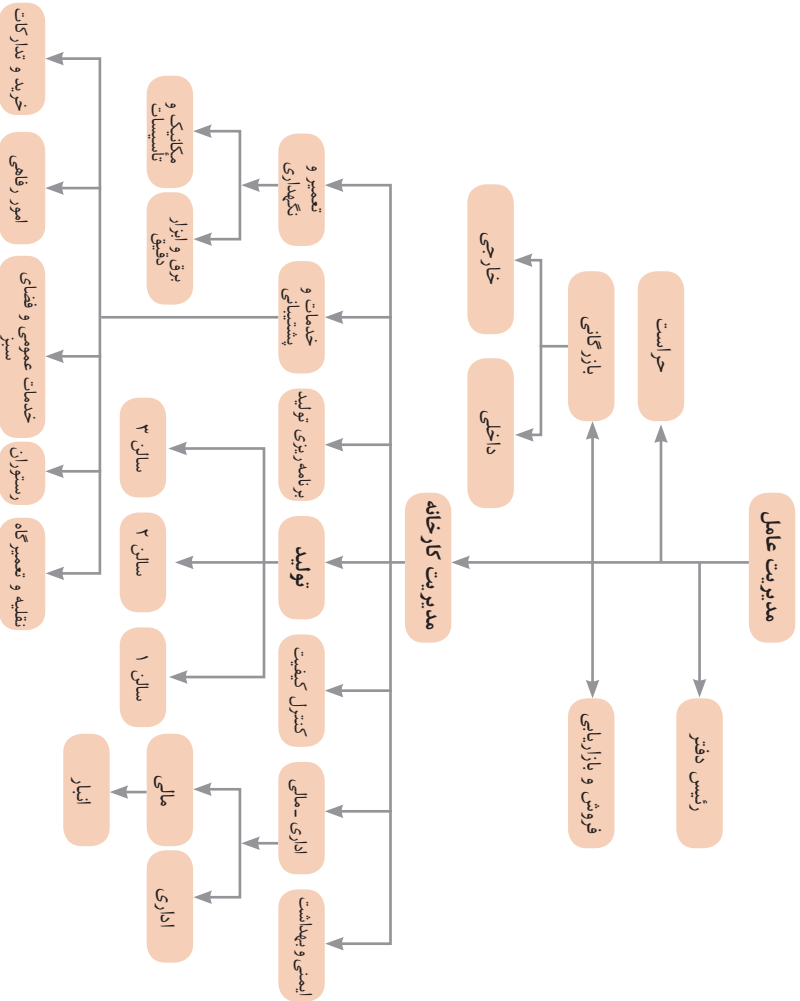 مدیریت عامل
رئیس دفتر
حراست
فروش و بازاریابی
بازرگانی
داخلی
خارجی
مدیریت کارخانه
ایمنی و بهداشت
اداری - مالی
کنترل کیفیت
تولید
برنامه‌ریزی تولید
خدمات و
پشتیبانی
تعمیر و
نگهداری
اداری
مالی
انبار
سالن ۱
سالن ۲
سالن ۳
برق و ابزار
دقیق
مکانیک و
تأسیسات
نقلیه و تعمیرگاه
رستوران
خدمات عمومی و فضای
سبز
امور رفاهی
خرید و تدارکات